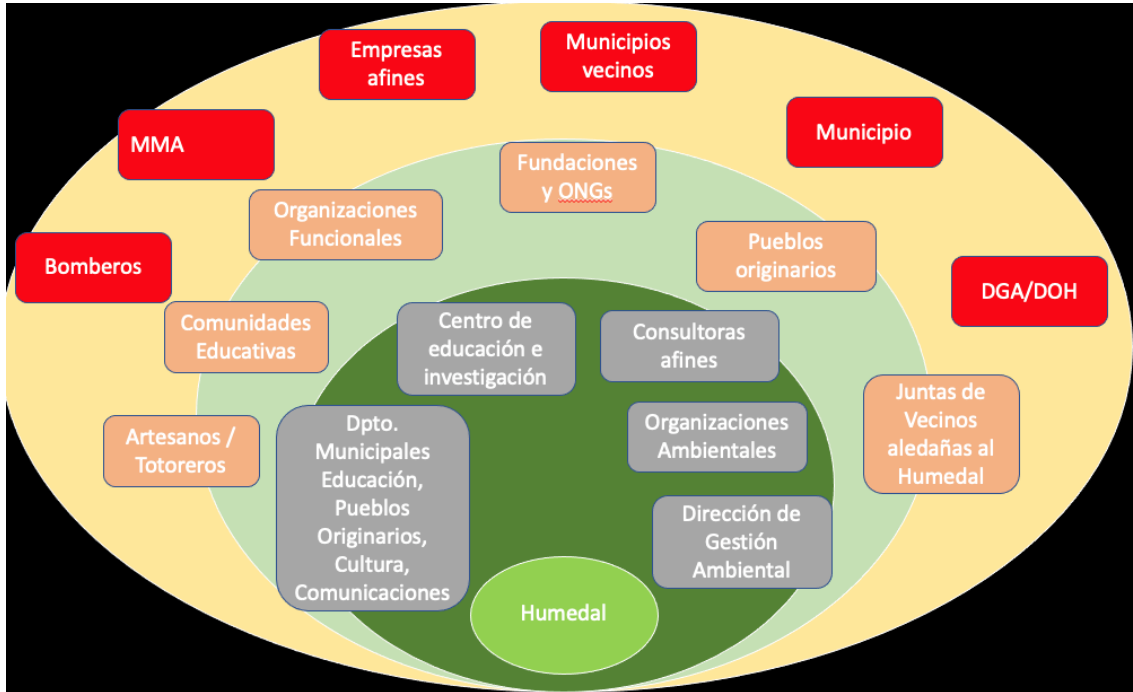 Empresas
afines
Municipios
vecinos
MMA
Municipio
Fundaciones
y ONGs
Organizaciones
Funcionales
Pueblos
originarios
Bomberos
DGA/DOH
Comunidades
Educativas
Centro de
educación e
investigación
Consultoras
afines
Artesanos /
Totoreros
Dpto.
Municipales
Educación,
Pueblos
Originarios,
Cultura,
Comunicaciones
Organizaciones
Ambientales
Juntas de
Vecinos
aledañas al
Humedal
Dirección de
Gestión
Ambiental
Humedal